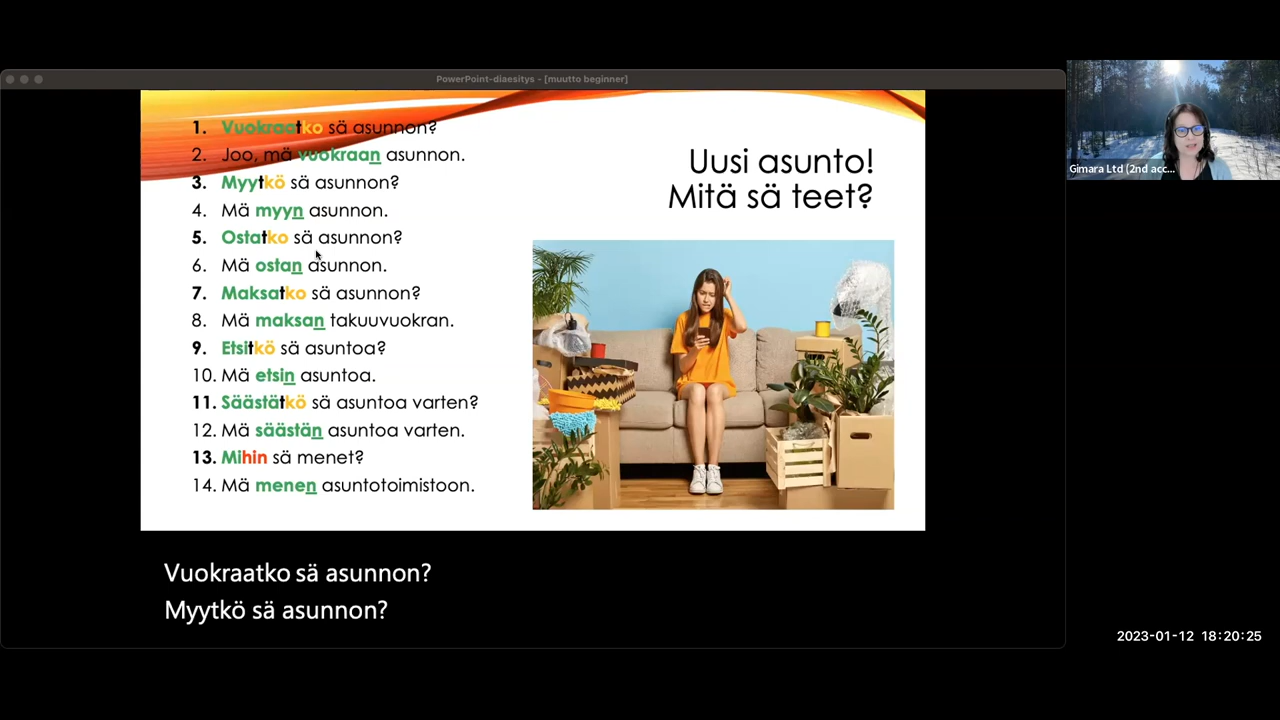 PowerPoint-diaesitys - [muutto beginner]
1. Vuokraatko sä asunnon?
2. Joo, mä vuokraan asunnon.
3. Myytkö sä asunnon?
4. Mä myyn asunnon.
5. Ostatko sä asunnon?
6. Mä ostan asunnon.
7. Maksatko sä asunnon?
8. Mä maksan takuuvuokran.
9. Etsitkö sä asuntoa?
10. Mä etsin asuntoa.
11. Säästätkö sä asuntoa varten?
12. Mä säästän asuntoa varten.
13. Mihin sä menet?
14. Mä menen asuntotoimistoon.
Uusi asunto!
Mitä sä teet?
Gimara Ltd (2nd acc...
Vuokraatko sä asunnon?
Myytkö sä asunnon?
2023-01-12 18:20:25